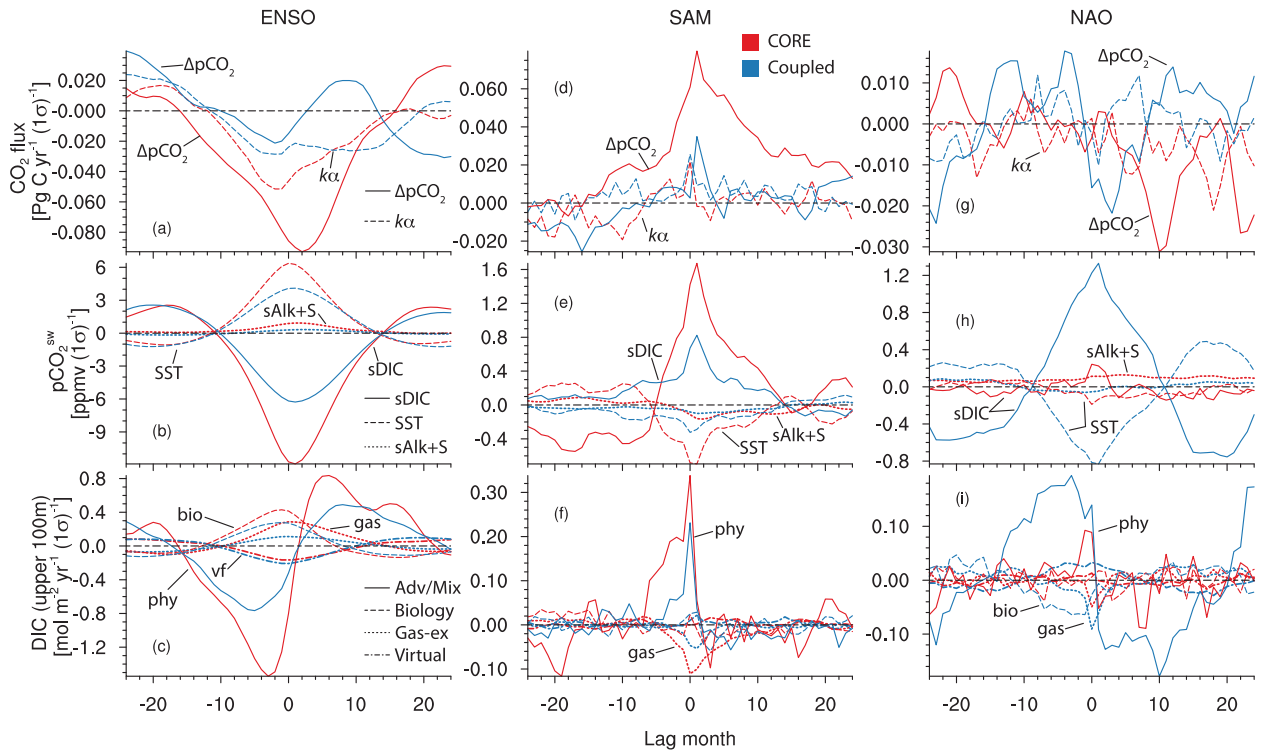 ENSO
SAM
NAO
CORE
Coupled
CO2 flux
[Pg C yr-1 (1σ)-1]
0.020
-0.000
-0.020
-0.040
-0.060
-0.080
ΔpCO2
ΔpCO2
kα
ΔpCO2
kα
(a)
0.060
0.040
0.020
0.000
-0.020
(d)
ΔpCO2
kα
0.010
0.000
-0.010
-0.020
-0.030
ΔpCO2
kα
ΔpCO2
(g)
pCO2sw
[ppmv (1σ)-1]
6
3
0
-3
-6
-9
sAlk+S
SST
sDIC
sDIC
SST
sAlk+S
(b)
1.6
1.2
0.8
0.4
0.0
-0.4
(e)
sDIC
SST
sAlk+S
1.2
0.8
0.4
0.0
-0.4
-0.8
(h)
sAlk+S
sDIC
SST
DIC (upper 100m)
[mol m-2 yr-1 (1σ)-1]
0.8
0.4
0.0
-0.4
-0.8
-1.2
bio
gas
vf
phy
Adv/Mix
Biology
Gas-ex
Virtual
(c)
0.30
0.20
0.10
0.00
-0.10
(f)
phy
gas
0.10
0.00
-0.10
(i)
phy
bio
gas
-20
-10
0
10
20
-20
-10
0
10
20
-20
-10
0
10
20
Lag month